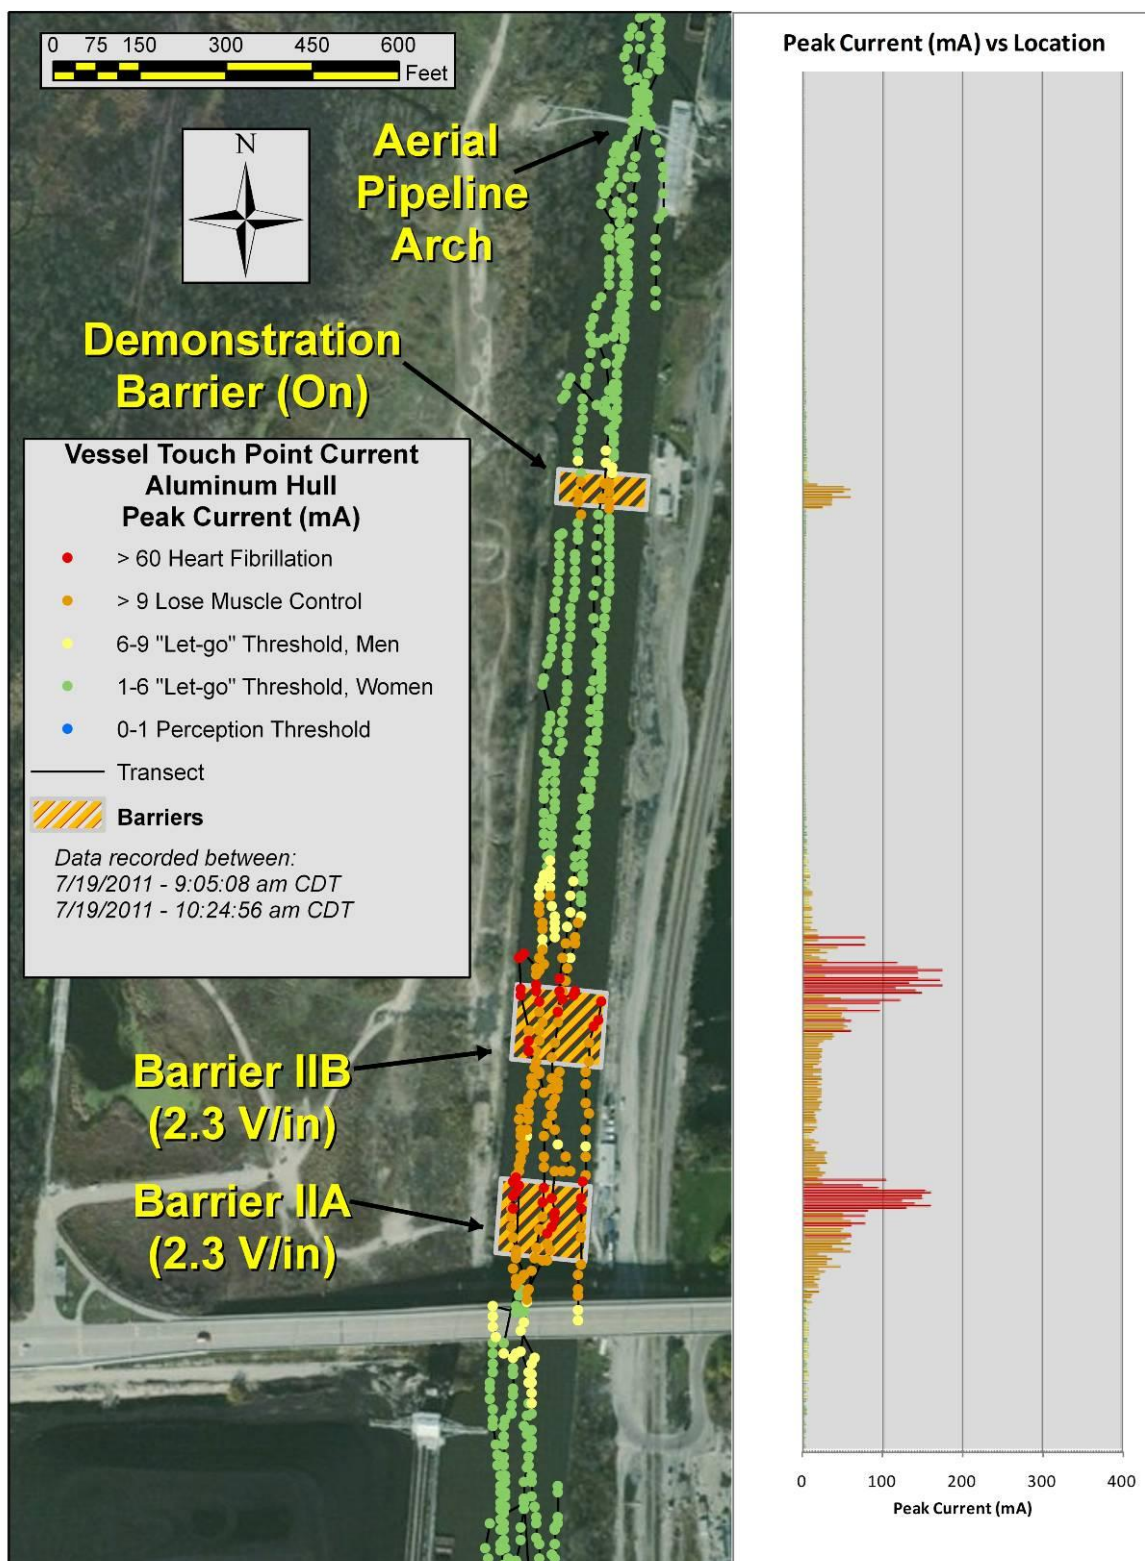 0 75 150 300 450 600
Feet
N
Aerial
Pipeline
Arch
Demonstration
Barrier (On)
Vessel Touch Point Current
Aluminum Hull
Peak Current (mA)
> 60 Heart Fibrillation
> 9 Lose Muscle Control
6-9 "Let-go" Threshold, Men
1-6 "Let-go" Threshold, Women
0-1 Perception Threshold
Transect
Barriers
Data recorded between:
7/19/2011 - 9:05:08 am CDT
7/19/2011 - 10:24:56 am CDT
Barrier IIB
(2.3 V/in)
Barrier IIA
(2.3 V/in)
Peak Current (mA) vs Location
0 100 200 300 400
Peak Current (mA)